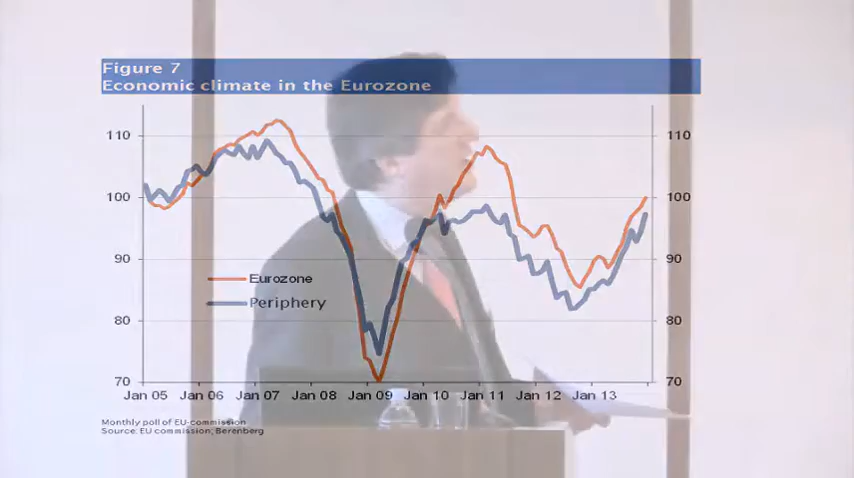 Figure 7
Economic climate in the Eurozone
110 110
100 100
90 90
80 80
70 70
Eurozone
Periphery
Jan 05 Jan 06 Jan 07 Jan 08 Jan 09 Jan 10 Jan 11 Jan 12 Jan 13
Monthly poll of EU-commission
Source: EU commission; Berenberg